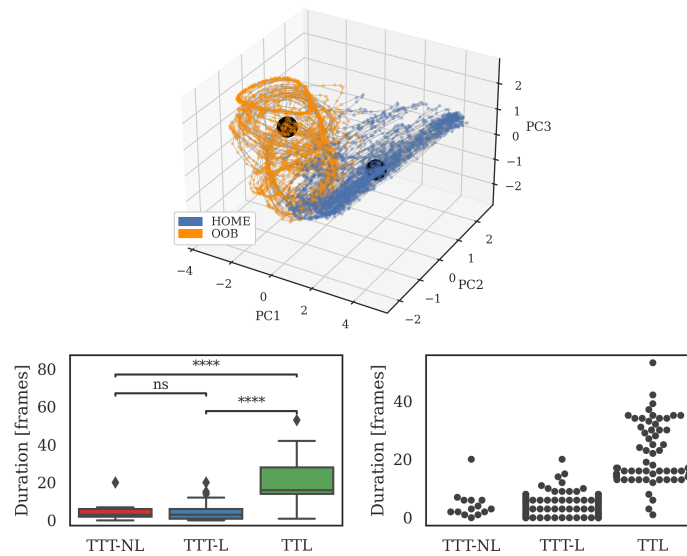 2
1
0
−1
−2
PC3
HOME
OOB
−4
−2
0
2
4
PC1
−2
−1
0
1
2
PC2
80
60
40
20
0
Duration [frames]
****
ns
****
TTT-NL
TTT-L
TTL
40
20
0
Duration [frames]
TTT-NL
TTT-L
TTL